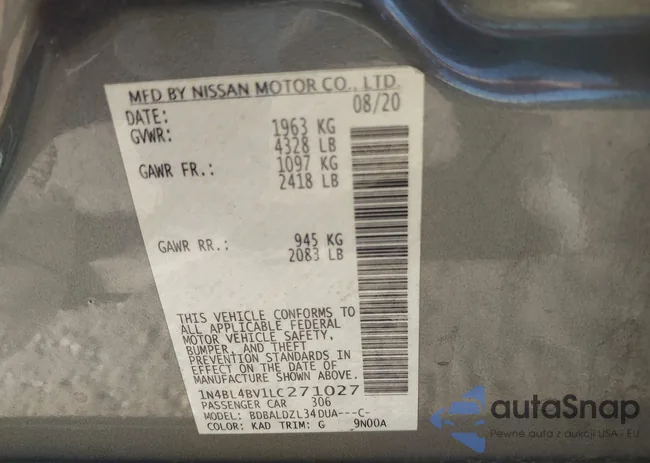 MFD BY NISSAN MOTOR CO., LTD.
DATE: 08/20
GVWR: 1963 KG
4328 LB
GAWR FR.: 1097 KG
2418 LB
GAWR RR.: 945 KG
2083 LB
THIS VEHICLE CONFORMS TO
ALL APPLICABLE FEDERAL
MOTOR VEHICLE SAFETY,
BUMPER, AND THEFT
PREVENTION STANDARDS IN
EFFECT ON THE DATE OF
MANUFACTURE SHOWN ABOVE.
1N4BL4BV1LC271027
PASSENGER CAR 306
MODEL: BDBALDZL34DUA---C-
COLOR: KAD TRIM: G 9N00A
autoSnap
Pewne auta z aukcji USA - EU